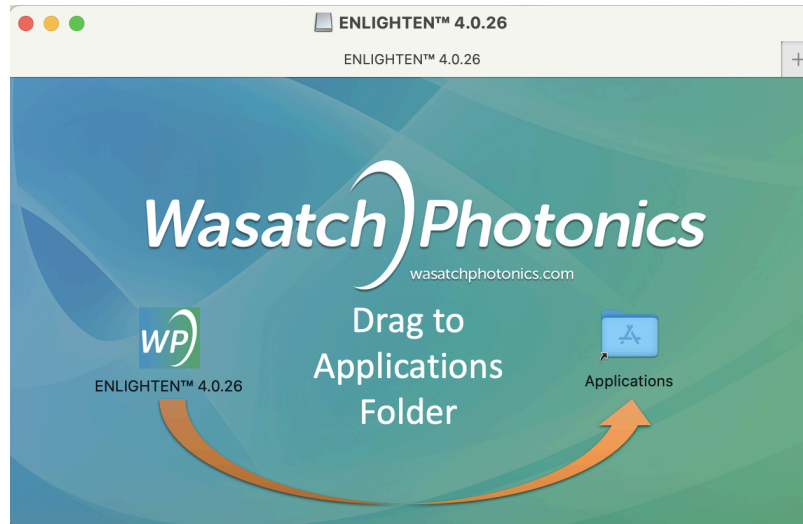 ENLIGHTEN™ 4.0.26
ENLIGHTEN™ 4.0.26
+
Wasatch Photonics
wasatchphotonics.com
WP
Drag to
Applications
Folder
ENLIGHTEN™ 4.0.26
Applications